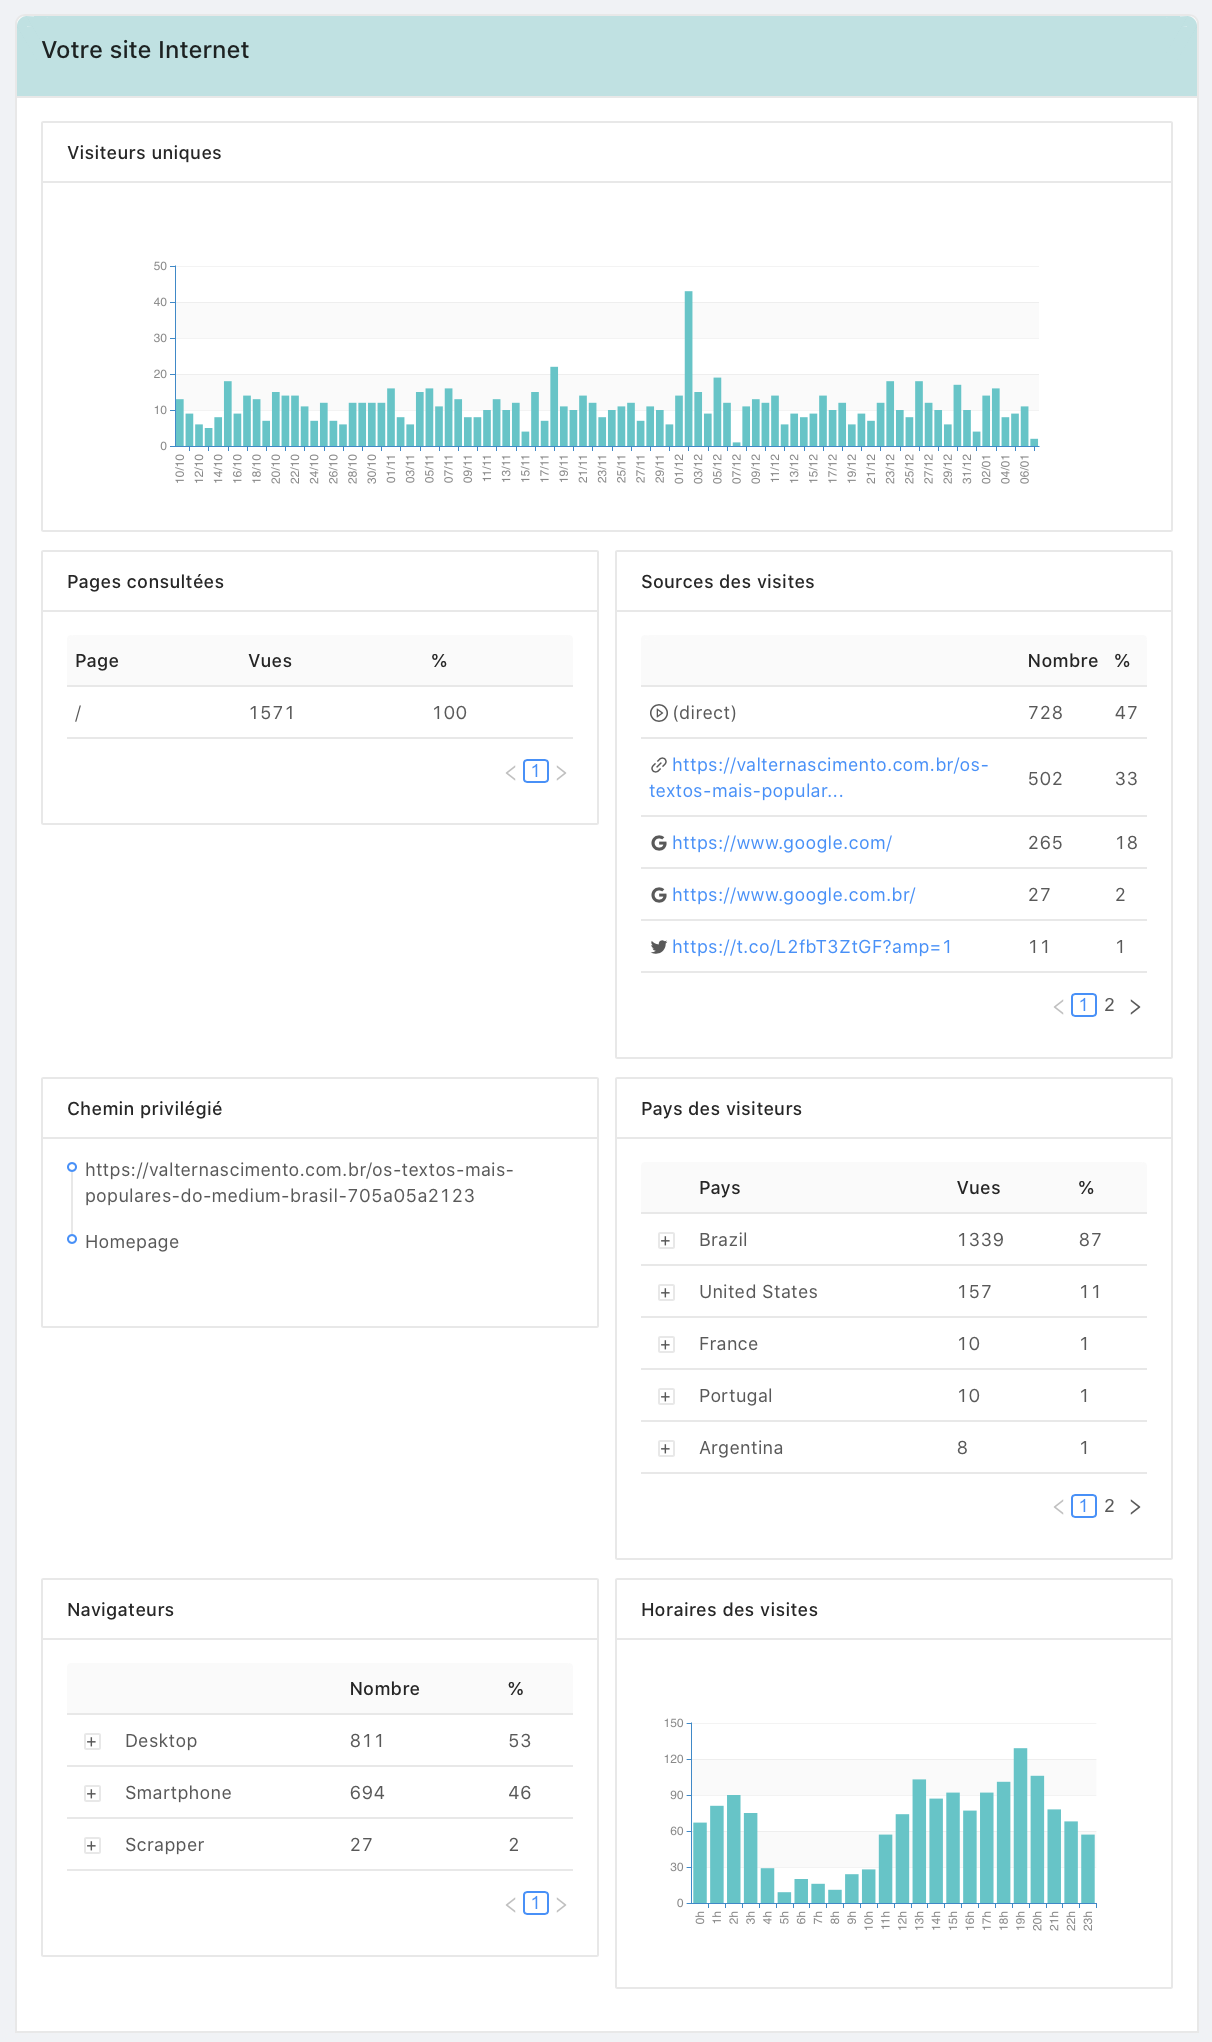 Votre site Internet
Visiteurs uniques
50
40
30
20
10
0
10/10 12/10 14/10 16/10 18/10 20/10 22/10 24/10 26/10 28/10 30/10 01/11 03/11 05/11 07/11 09/11 11/11 13/11 15/11 17/11 19/11 21/11 23/11 25/11 27/11 29/11 01/12 03/12 05/12 07/12 09/12 11/12 13/12 15/12 17/12 19/12 21/12 23/12 25/12 27/12 29/12 31/12 02/01 04/01 06/01
Pages consultées
Page Vues %
/ 1571 100
< 1 >
Sources des visites
Nombre %
(direct) 728 47
https://valternascimento.com.br/os-
textos-mais-popular... 502 33
https://www.google.com/ 265 18
https://www.google.com.br/ 27 2
https://t.co/L2fbT3ZtGF?amp=1 11 1
< 1 2 >
Chemin privilégié
https://valternascimento.com.br/os-textos-mais-
populares-do-medium-brasil-705a05a2123
Homepage
Pays des visiteurs
Pays Vues %
+ Brazil 1339 87
+ United States 157 11
+ France 10 1
+ Portugal 10 1
+ Argentina 8 1
< 1 2 >
Navigateurs
Nombre %
+ Desktop 811 53
+ Smartphone 694 46
+ Scrapper 27 2
< 1 >
Horaires des visites
150
120
90
60
30
0
0h 1h 2h 3h 4h 5h 6h 7h 8h 9h 10h 11h 12h 13h 14h 15h 16h 17h 18h 19h 20h 21h 22h 23h